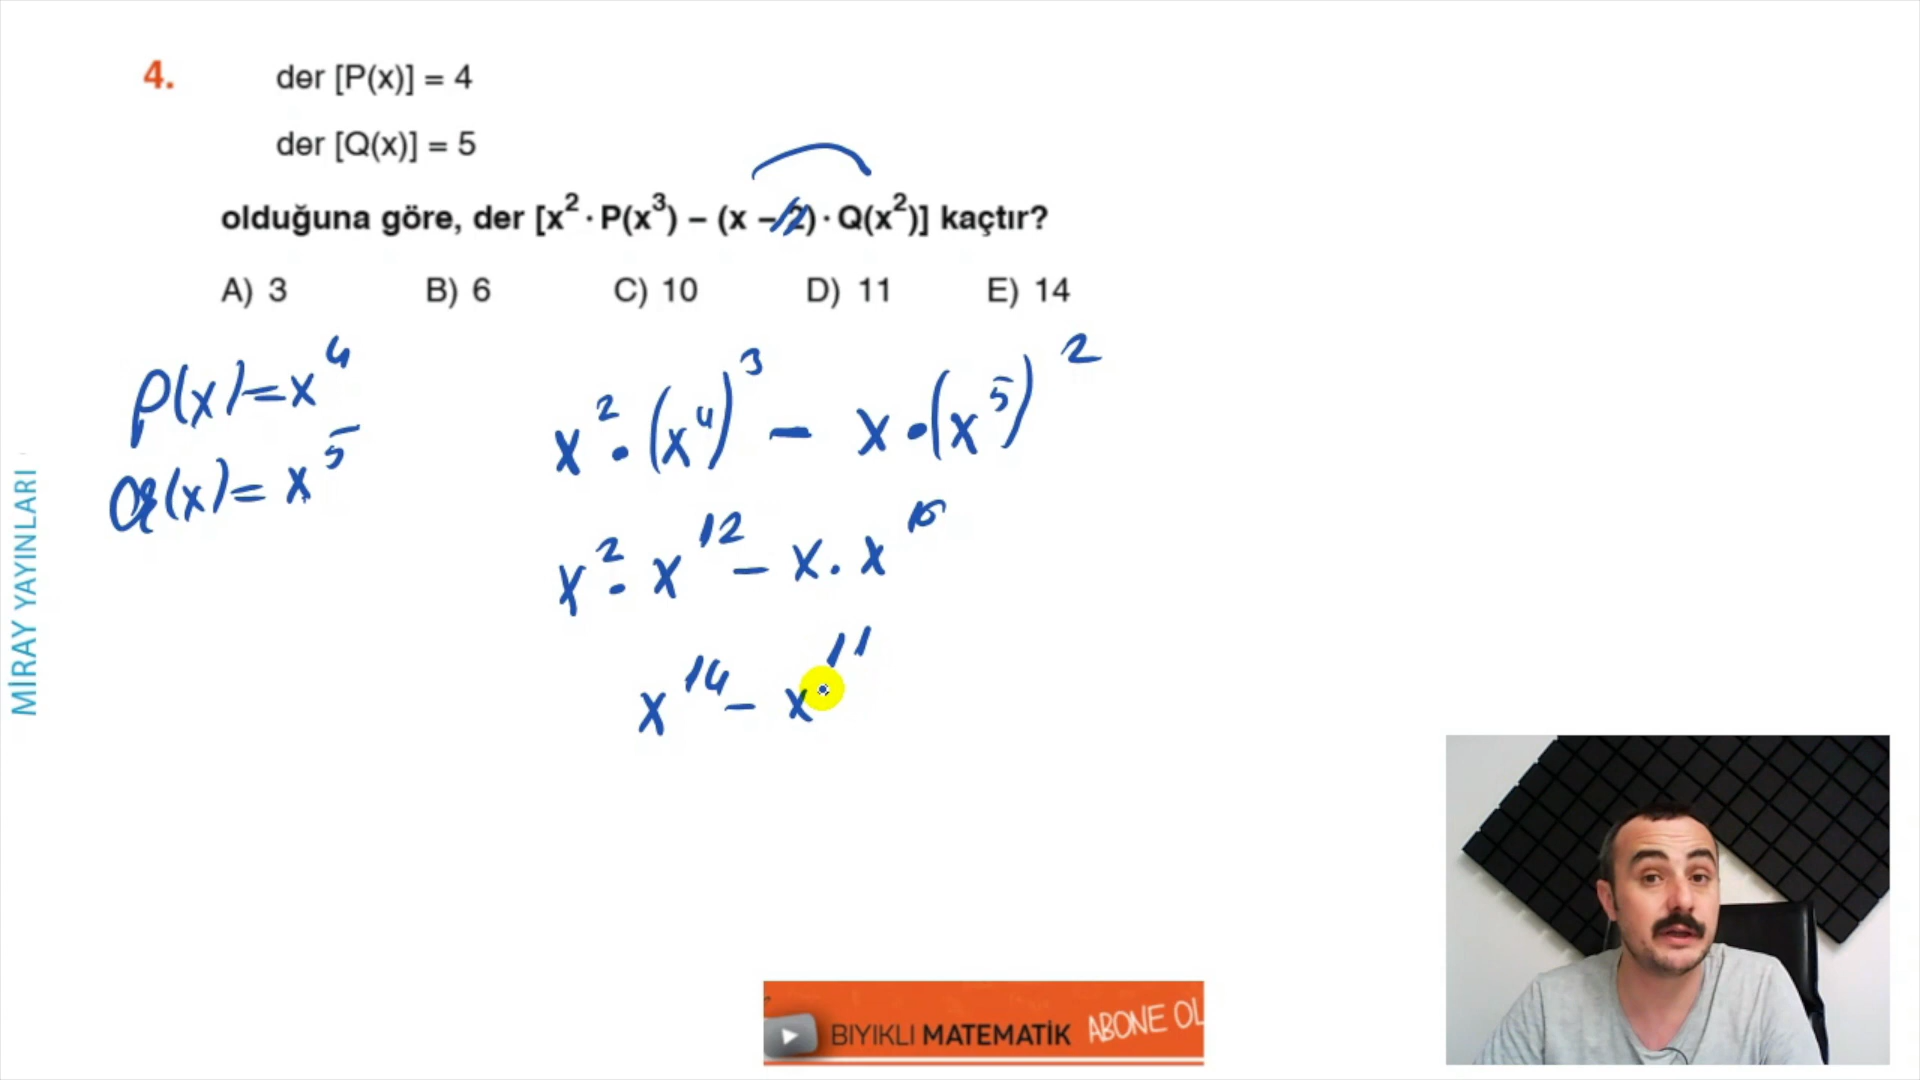 4. der [P(x)] = 4
der [Q(x)] = 5
olduğuna göre, der [x² · P(x³) – (x – 2) · Q(x²)] kaçtır?
A) 3 B) 6 C) 10 D) 11 E) 14
P(x)=x⁴
Q(x)=x⁵
x²·(x⁴)³ – x·(x⁵)²
x²·x¹² – x·x¹⁰
x¹⁴ – x¹¹
MİRAY YAYINLARI
BIYIKLI MATEMATİK ABONE OL